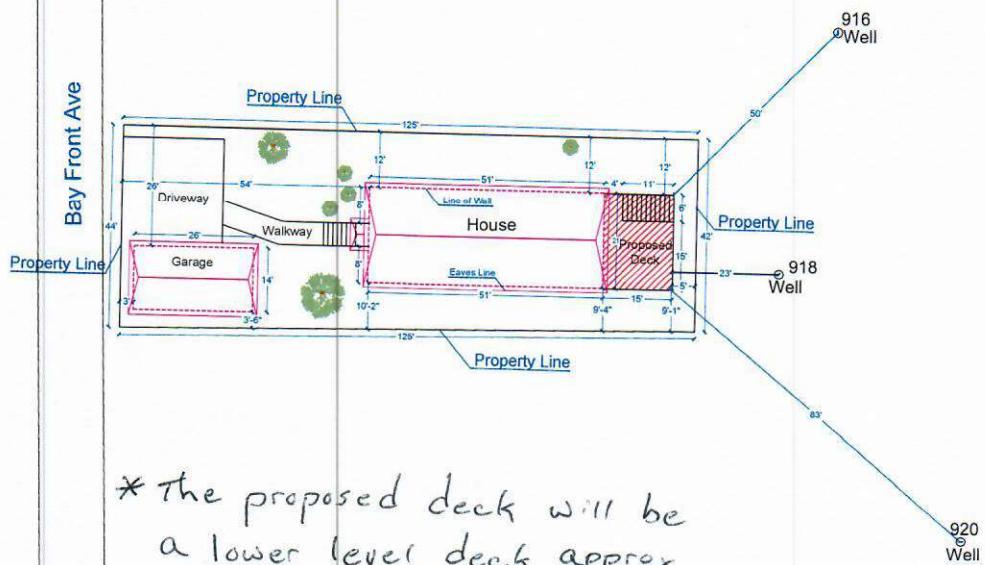 916
Well
Bay Front Ave
Property Line
125'
50'
12'
12'
12'
51'
4'
11'
26'
54'
Driveway
8'
Line of Wall
House
6'
Property Line
44'
Walkway
26'
Garage
Property Line
Proposed
Deck
15'
42'
23'
918
Well
8'
Eaves Line
14'
51'
5'
3'
3'-6"
10'-2"
9'-4"
15'
9'-1"
125'
Property Line
83'
* The proposed deck will be
a lower level deck approx
920
Well